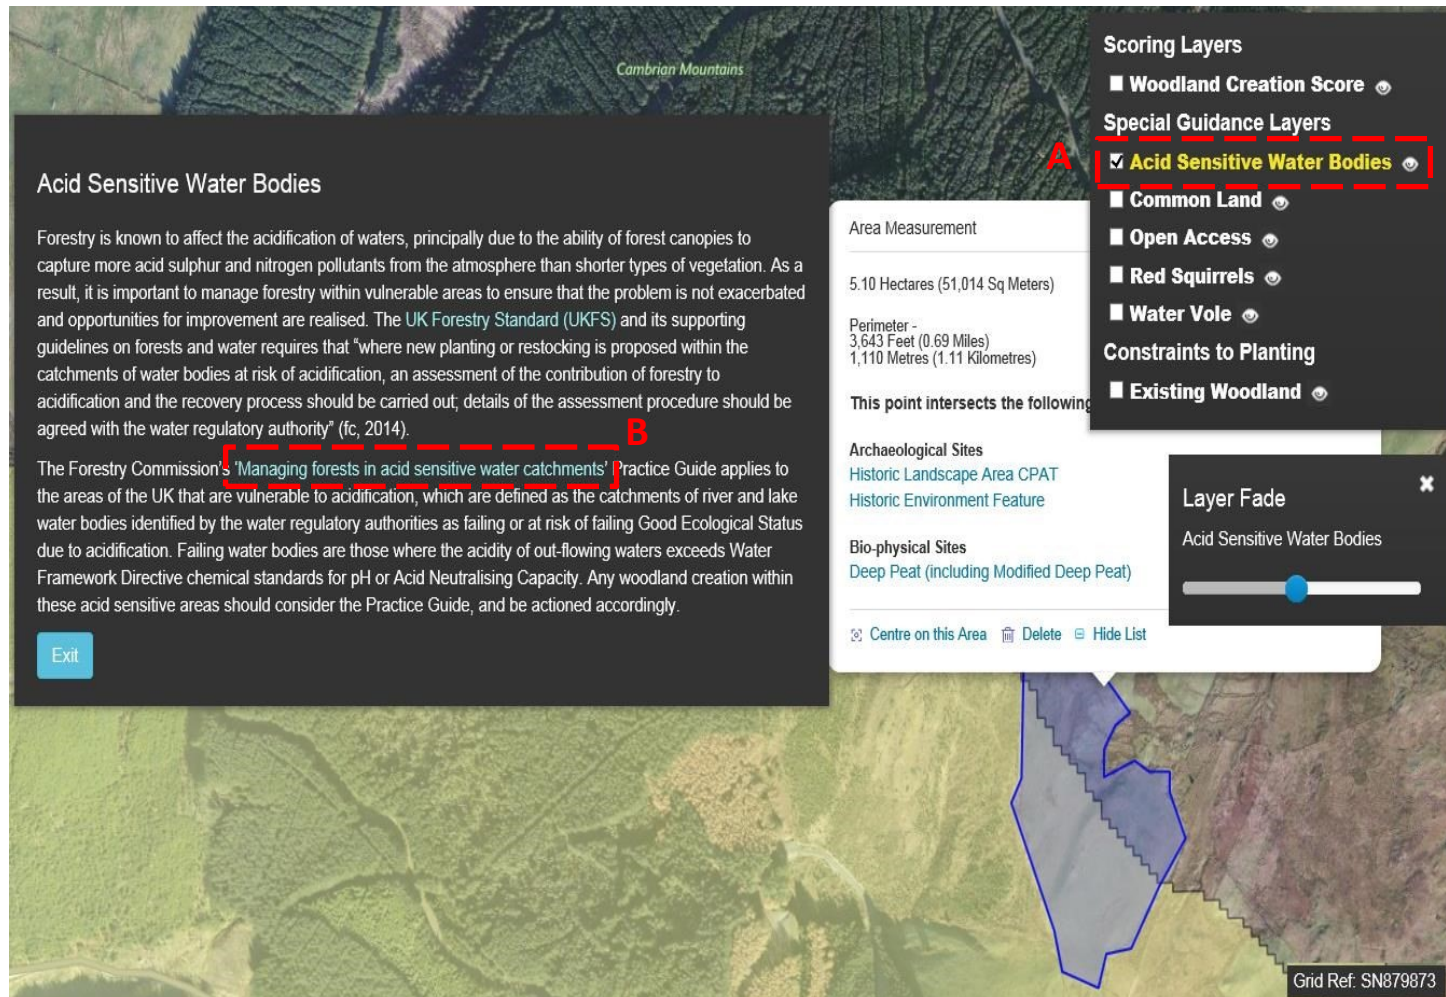 Cambrian Mountains
Scoring Layers
Woodland Creation Score
Special Guidance Layers
A
Acid Sensitive Water Bodies
Common Land
Open Access
Red Squirrels
Water Vole
Constraints to Planting
Existing Woodland
Acid Sensitive Water Bodies
Forestry is known to affect the acidification of waters, principally due to the ability of forest canopies to
capture more acid sulphur and nitrogen pollutants from the atmosphere than shorter types of vegetation. As a
result, it is important to manage forestry within vulnerable areas to ensure that the problem is not exacerbated
and opportunities for improvement are realised. The UK Forestry Standard (UKFS) and its supporting
guidelines on forests and water requires that “where new planting or restocking is proposed within the
catchments of water bodies at risk of acidification, an assessment of the contribution of forestry to
acidification and the recovery process should be carried out; details of the assessment procedure should be
agreed with the water regulatory authority” (fc, 2014).
B
The Forestry Commission's 'Managing forests in acid sensitive water catchments' Practice Guide applies to
the areas of the UK that are vulnerable to acidification, which are defined as the catchments of river and lake
water bodies identified by the water regulatory authorities as failing or at risk of failing Good Ecological Status
due to acidification. Failing water bodies are those where the acidity of out-flowing waters exceeds Water
Framework Directive chemical standards for pH or Acid Neutralising Capacity. Any woodland creation within
these acid sensitive areas should consider the Practice Guide, and be actioned accordingly.
Exit
Area Measurement
5.10 Hectares (51,014 Sq Meters)
Perimeter -
3,643 Feet (0.69 Miles)
1,110 Metres (1.11 Kilometres)
This point intersects the following
Archaeological Sites
Historic Landscape Area CPAT
Historic Environment Feature
Bio-physical Sites
Deep Peat (including Modified Deep Peat)
Centre on this Area Delete Hide List
Layer Fade
Acid Sensitive Water Bodies
Grid Ref: SN879873